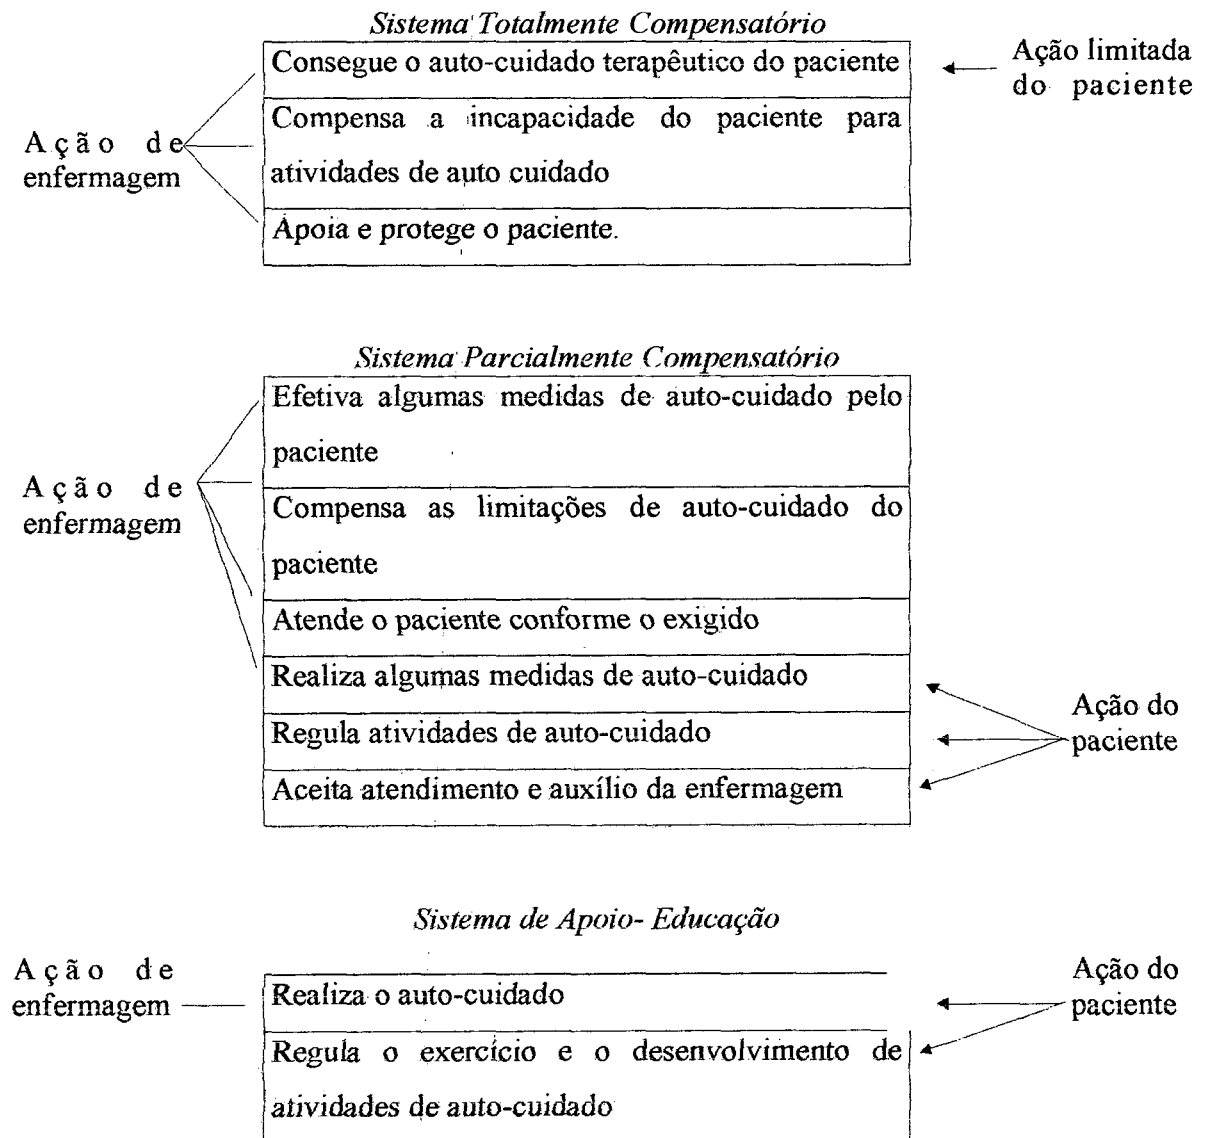 Sistema Totalmente Compensatório
Consegue o auto-cuidado terapêutico do paciente
Ação limitada
do paciente
Compensa a incapacidade do paciente para
atividades de auto cuidado
Ação de
enfermagem
Apoia e protege o paciente.
Sistema Parcialmente Compensatório
Efetiva algumas medidas de auto-cuidado pelo
paciente
Ação de
enfermagem
Compensa as limitações de auto-cuidado do
paciente
Atende o paciente conforme o exigido
Realiza algumas medidas de auto-cuidado
Regula atividades de auto-cuidado
Ação do
paciente
Aceita atendimento e auxílio da enfermagem
Sistema de Apoio- Educação
Ação de
enfermagem
Realiza o auto-cuidado
Ação do
paciente
Regula o exercício e o desenvolvimento de
atividades de auto-cuidado